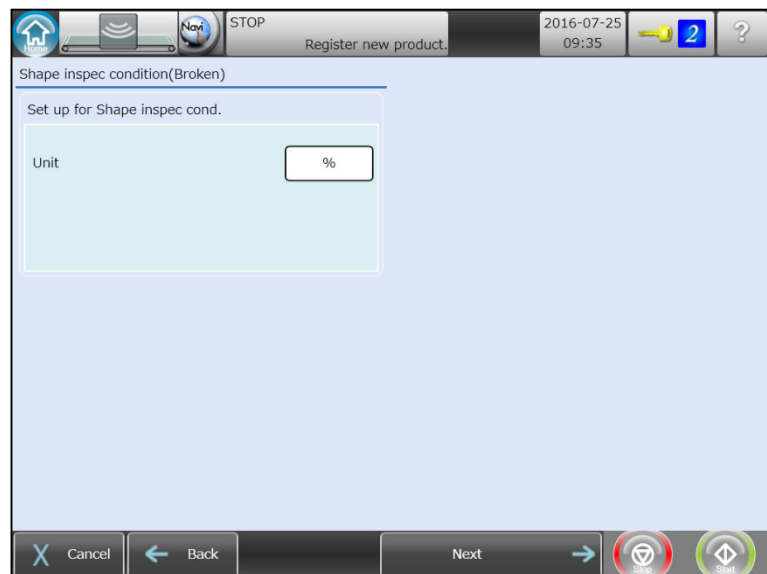 Home
Navi
STOP
Register new product.
2016-07-25
09:35
2
?
Shape inspec condition(Broken)
Set up for Shape inspec cond.
Unit
%
X Cancel
Back
Next
Stop
Start